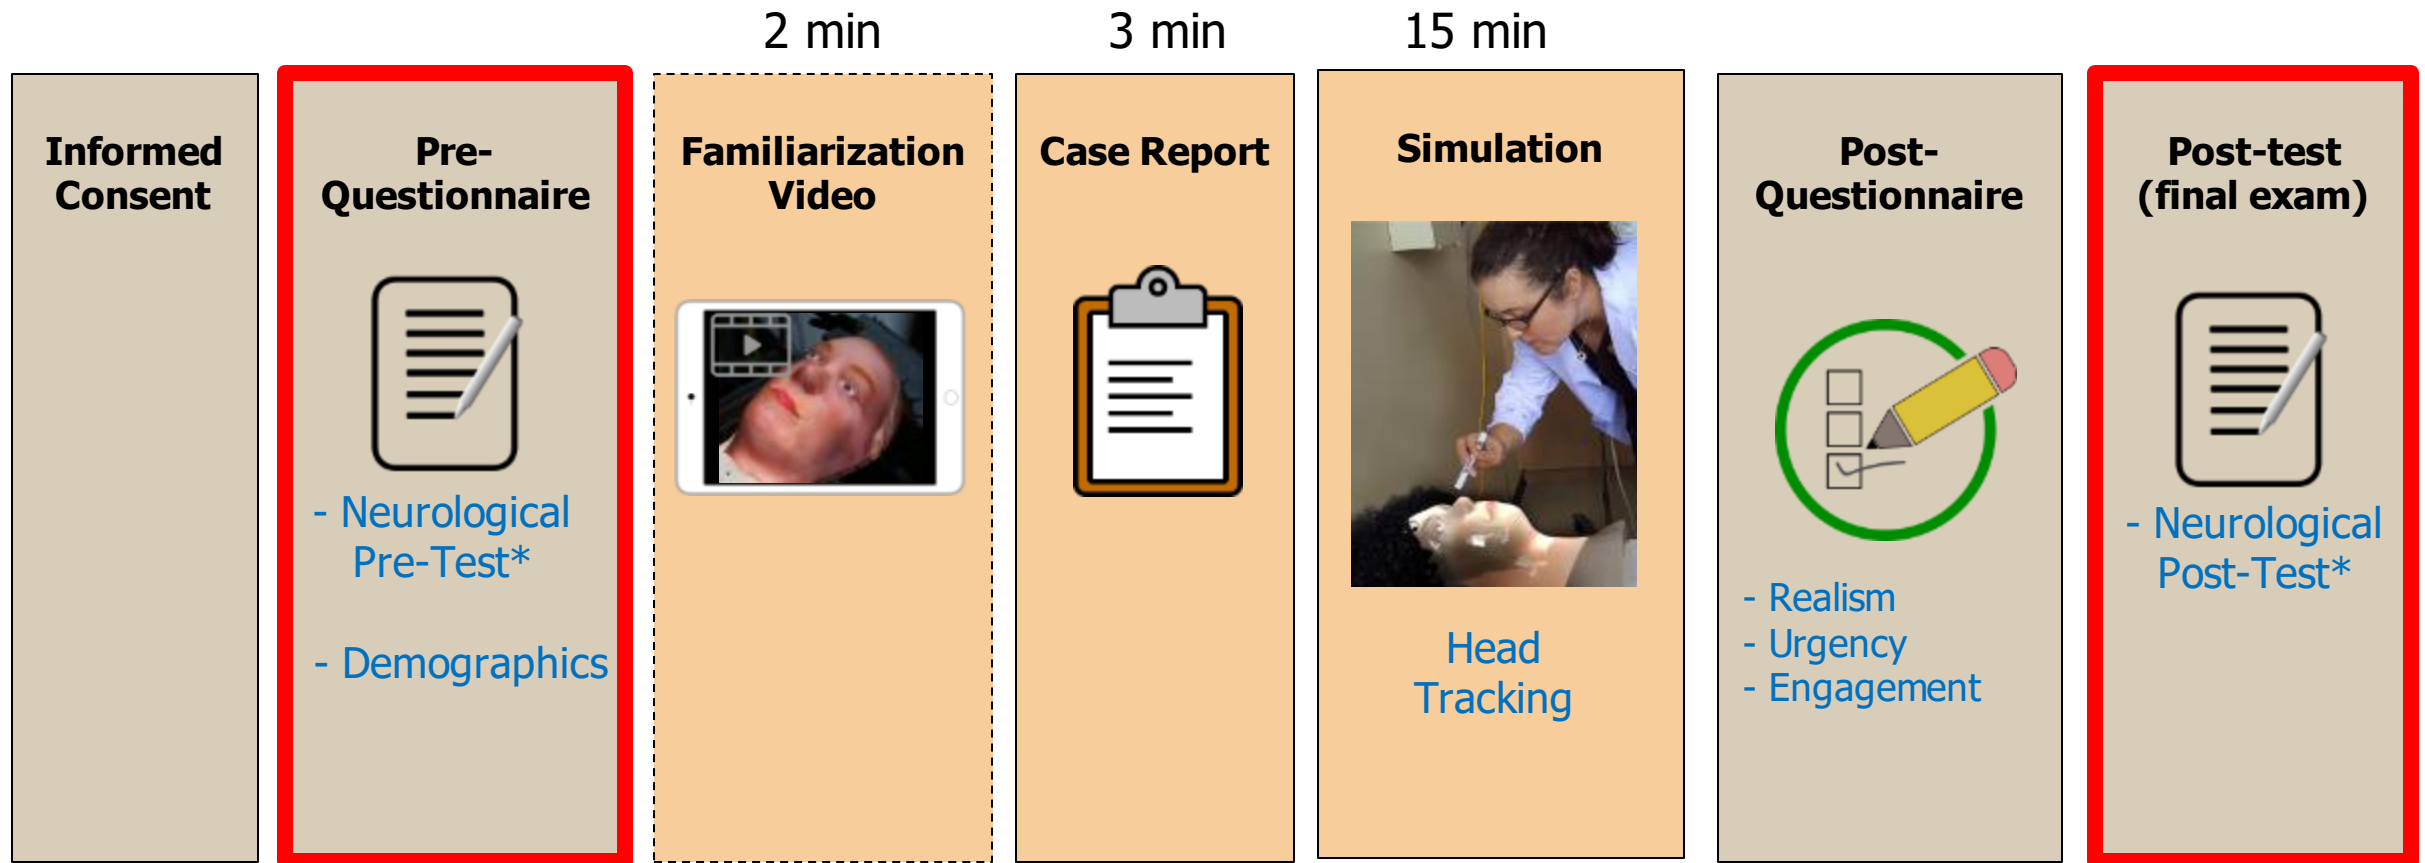 2 min
3 min
15 min
Informed
Consent
Pre-
Questionnaire
- Neurological
Pre-Test*
- Demographics
Familiarization
Video
Case Report
Simulation
Head
Tracking
Post-
Questionnaire
- Realism
- Urgency
- Engagement
Post-test
(final exam)
- Neurological
Post-Test*